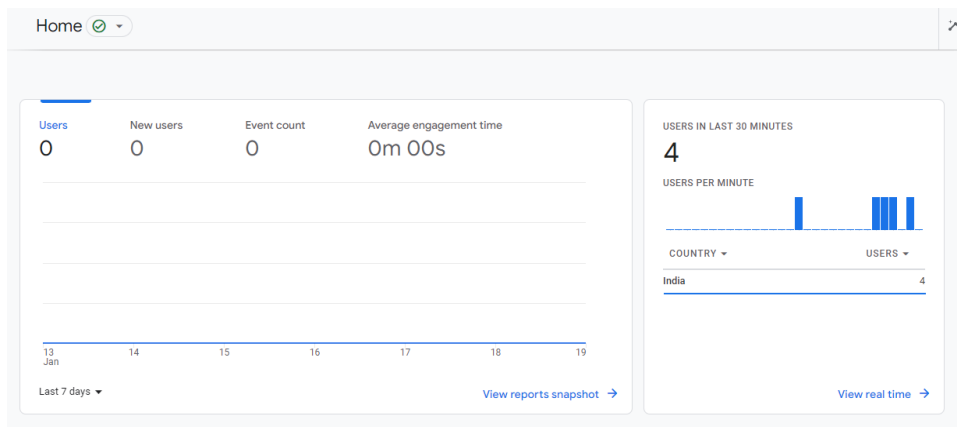 Home
Users New users Event count Average engagement time
0 0 0 0m 00s
13 14 15 16 17 18 19
Jan
Last 7 days
View reports snapshot
USERS IN LAST 30 MINUTES
4
USERS PER MINUTE
COUNTRY USERS
India 4
View real time